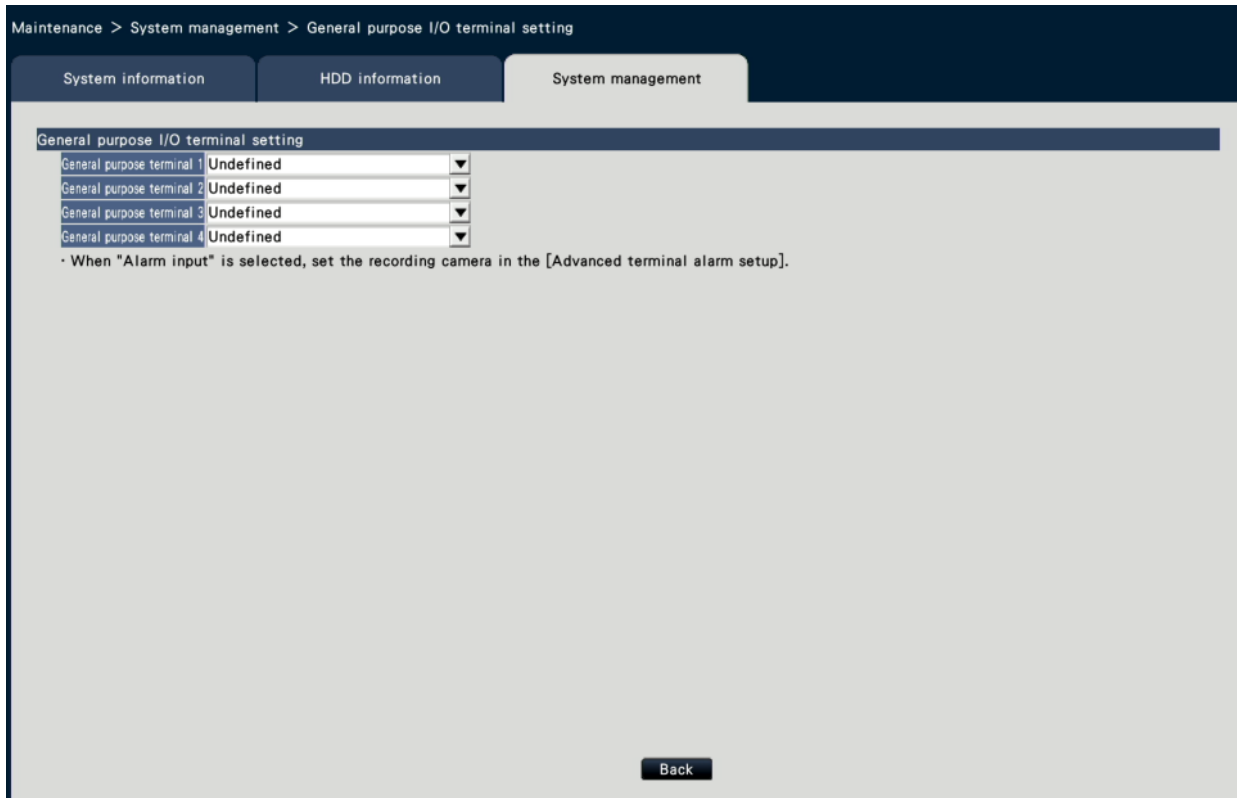 Maintenance > System management > General purpose I/O terminal setting
System information HDD information System management
General purpose I/O terminal setting
General purpose terminal 1 Undefined
General purpose terminal 2 Undefined
General purpose terminal 3 Undefined
General purpose terminal 4 Undefined
· When "Alarm input" is selected, set the recording camera in the [Advanced terminal alarm setup].
Back